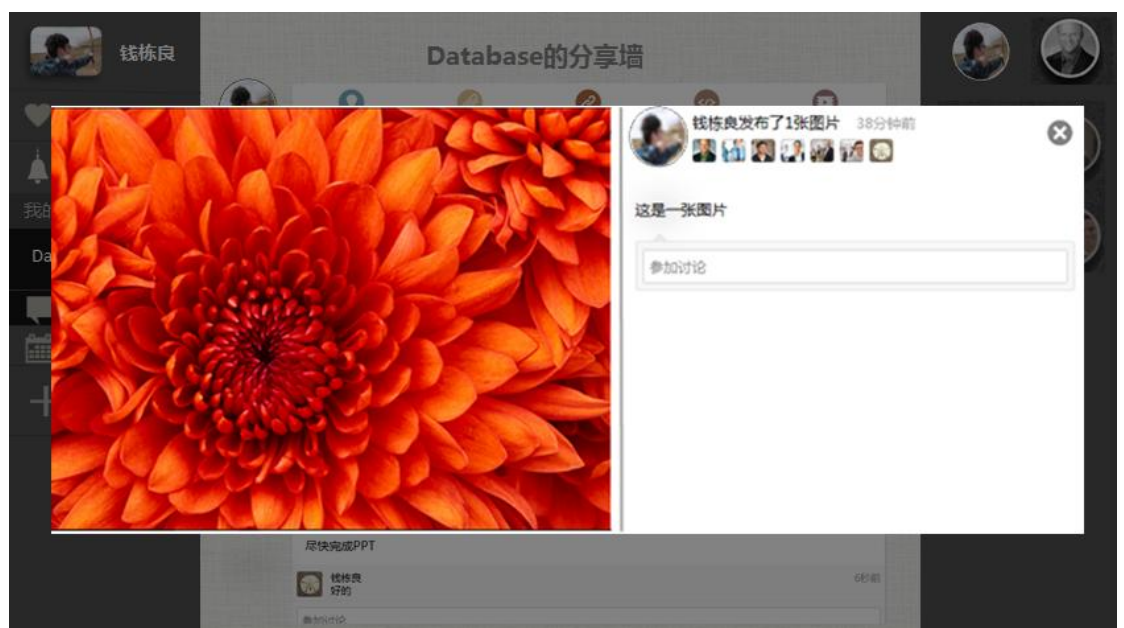 钱栋良
Database的分享墙
钱栋良发布了1张图片 38分钟前
我的
Da
这是一张图片
参加讨论
尽快完成PPT
钱栋良 6秒前
好的
参加讨论